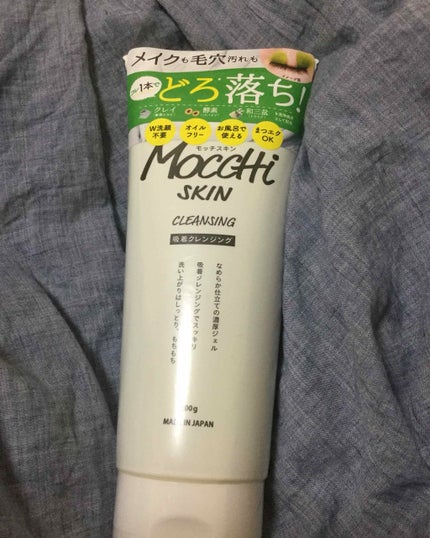 メイクも毛穴汚れも
1本で
どろ落ち!
クレイ
酵素
和三盆
W洗顔
不要
オイル
フリー
お風呂で
使える
まつエク
OK
モッチスキン
MoccHi
SKIN
CLEANSING
吸着クレンジング
なめらか仕立ての濃厚ジェル
吸着クレンジングでスッキリ
洗い上がりはしっとり、もちもち
00g
MADE IN JAPAN